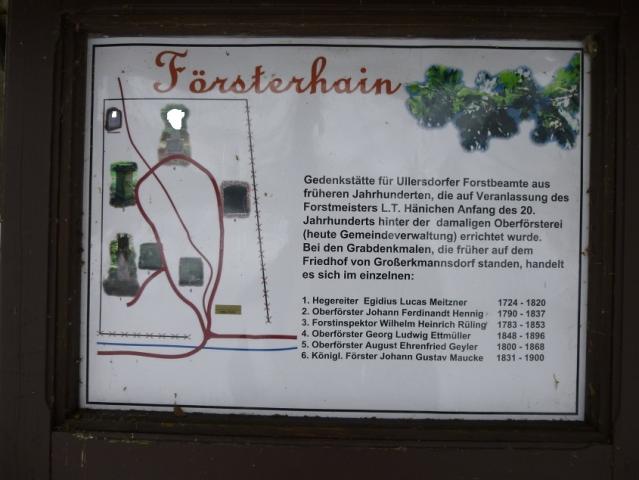 Försterhain
Gedenkstätte für Ullersdorfer Forstbeamte aus
früheren Jahrhunderten, die auf Veranlassung des
Forstmeisters L.T. Hänichen Anfang des 20.
Jahrhunderts hinter der damaligen Oberförsterei
(heute Gemeindeverwaltung) errichtet wurde.
Bei den Grabdenkmalen, die früher auf dem
Friedhof von Großerkmannsdorf standen, handelt
es sich im einzelnen:
1. Hegereiter Egidius Lucas Meitzner 1724 - 1820
2. Oberförster Johann Ferdinandt Hennig 1790 - 1837
3. Forstinspektor Wilhelm Heinrich Rüling 1783 - 1853
4. Oberförster Georg Ludwig Ettmüller 1848 - 1896
5. Oberförster August Ehrenfried Geyler 1800 - 1868
6. Königl. Förster Johann Gustav Maucke 1831 - 1900